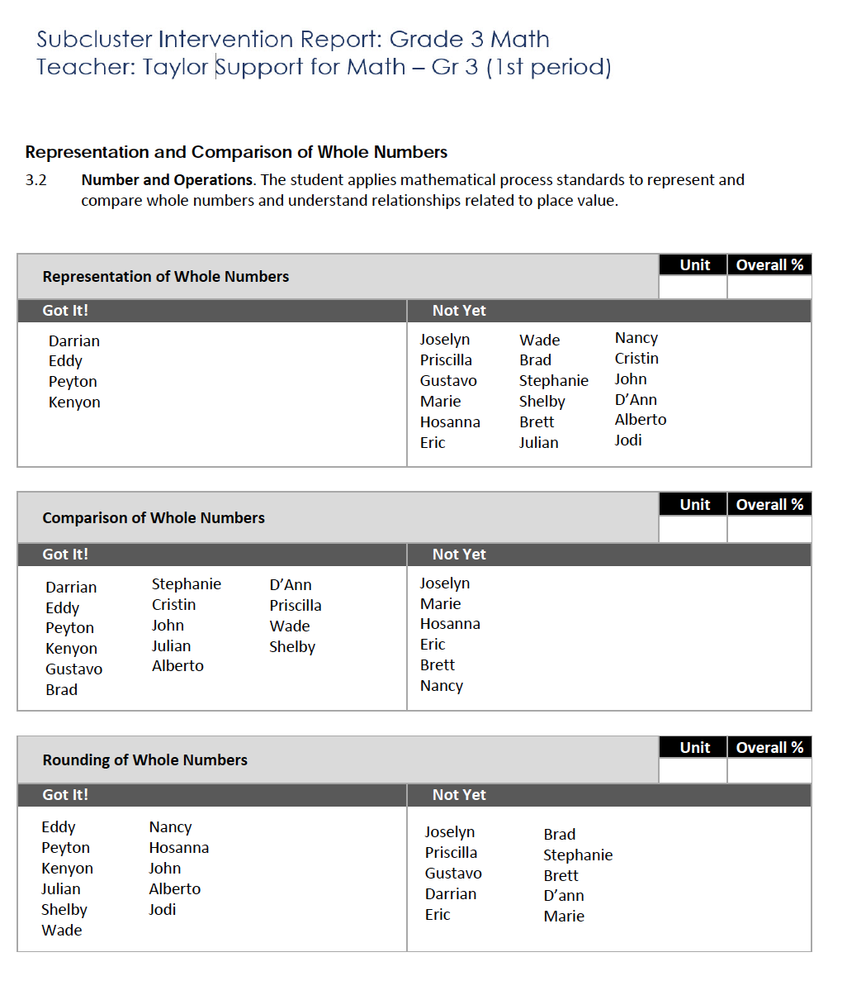 Subcluster Intervention Report: Grade 3 Math
Teacher: Taylor Support for Math – Gr 3 (1st period)
Representation and Comparison of Whole Numbers
3.2 Number and Operations. The student applies mathematical process standards to represent and
compare whole numbers and understand relationships related to place value.
Representation of Whole Numbers
Unit Overall %
Got It! Not Yet
Darrian
Eddy
Peyton
Kenyon
Joselyn
Priscilla
Gustavo
Marie
Hosanna
Eric
Wade
Brad
Stephanie
Shelby
Brett
Julian
Nancy
Cristin
John
D’Ann
Alberto
Jodi
Comparison of Whole Numbers
Unit Overall %
Got It! Not Yet
Darrian
Eddy
Peyton
Kenyon
Gustavo
Brad
Stephanie
Cristin
John
Julian
Alberto
D’Ann
Priscilla
Wade
Shelby
Joselyn
Marie
Hosanna
Eric
Brett
Nancy
Rounding of Whole Numbers
Unit Overall %
Got It! Not Yet
Eddy
Peyton
Kenyon
Julian
Shelby
Wade
Nancy
Hosanna
John
Alberto
Jodi
Joselyn
Priscilla
Gustavo
Darrian
Eric
Brad
Stephanie
Brett
D’ann
Marie